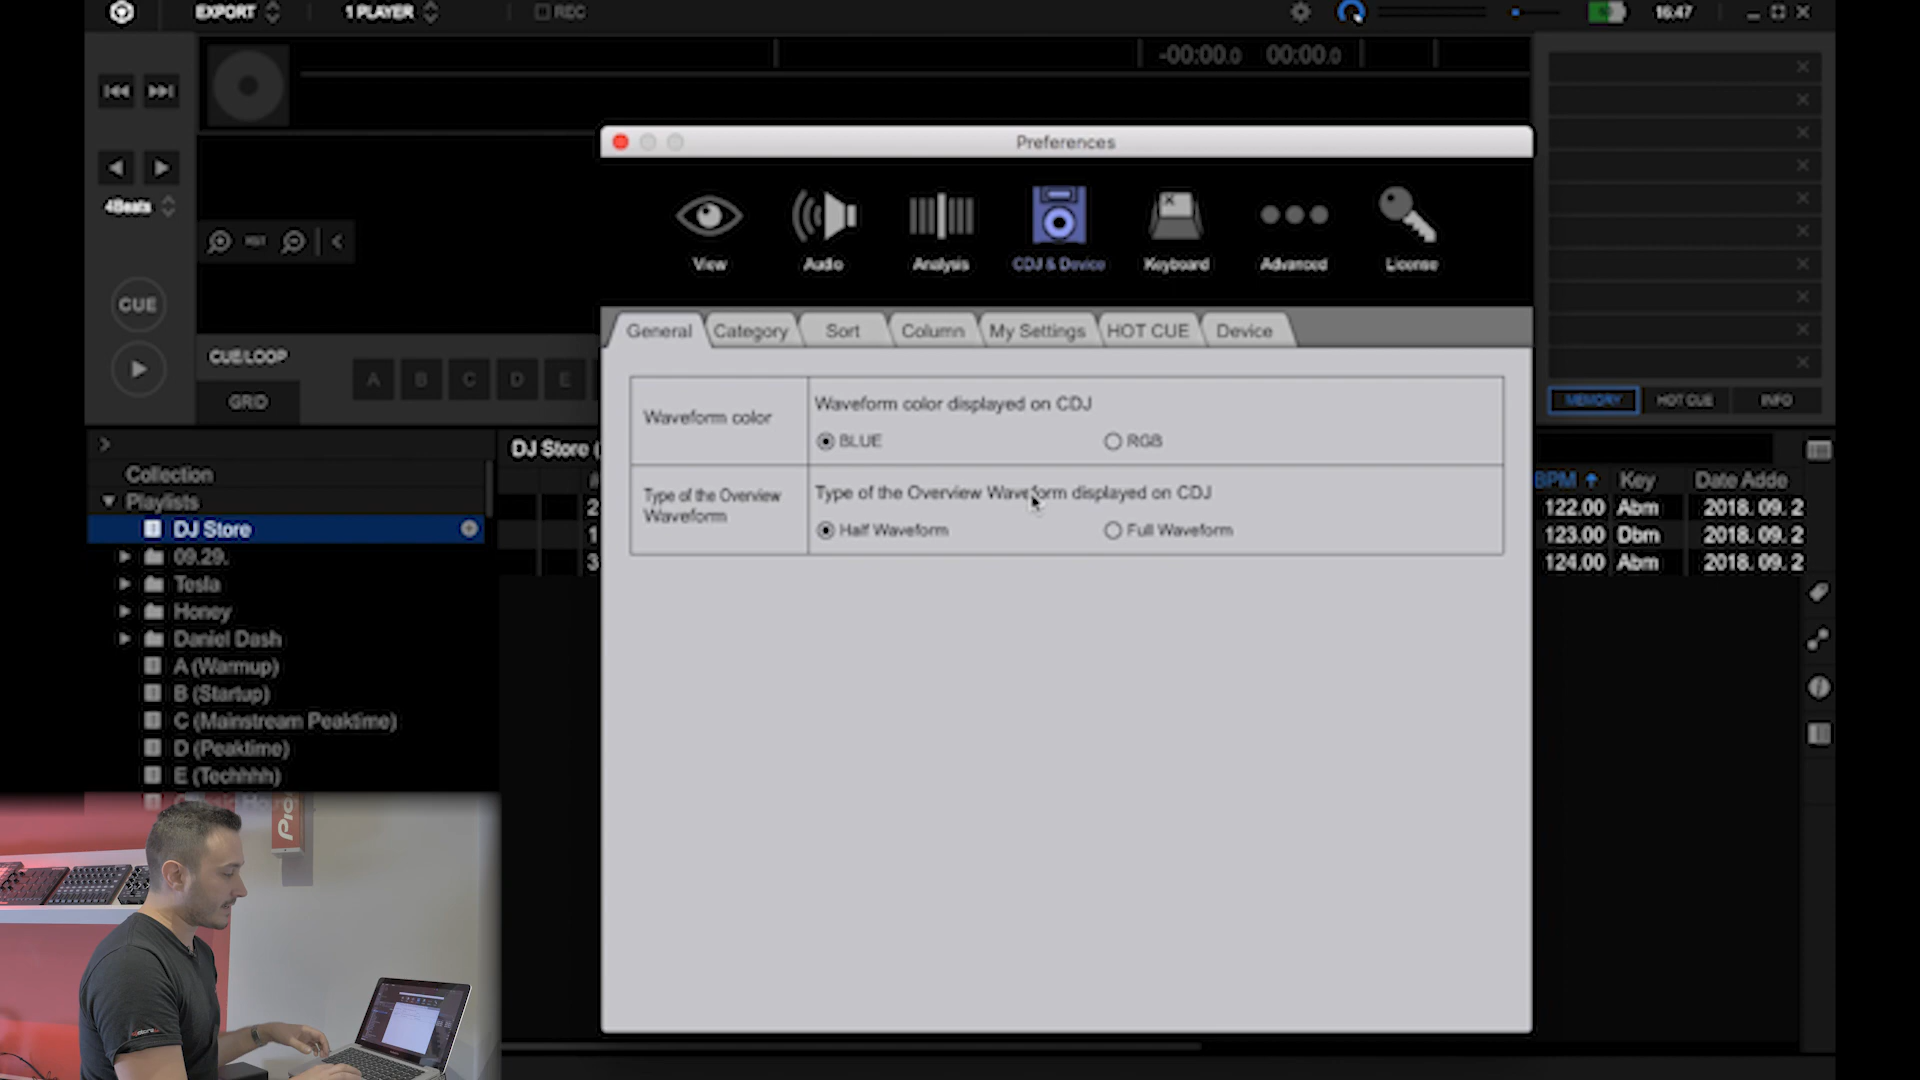 EXPORT
1 PLAYER
REC
16:47
-00:00.0
00:00.0
4Beats
RST
CUE
CUE/LOOP
GRID
A B C D E
Preferences
View
Audio
Analysis
CDJ & Device
Keyboard
Advanced
License
General
Category
Sort
Column
My Settings
HOT CUE
Device
Waveform color
Waveform color displayed on CDJ
BLUE
RGB
Type of the Overview
Waveform
Type of the Overview Waveform displayed on CDJ
Half Waveform
Full Waveform
MEMORY
HOT CUE
INFO
Collection
Playlists
DJ Store
09.29.
Tesla
Honey
Daniel Dash
A (Warmup)
B (Startup)
C (Mainstream Peaktime)
D (Peaktime)
E (Techhhh)
DJ Store (
2
1
3
BPM Key Date Adde
122.00 Abm 2018. 09. 2
123.00 Dbm 2018. 09. 2
124.00 Abm 2018. 09. 2
Pio